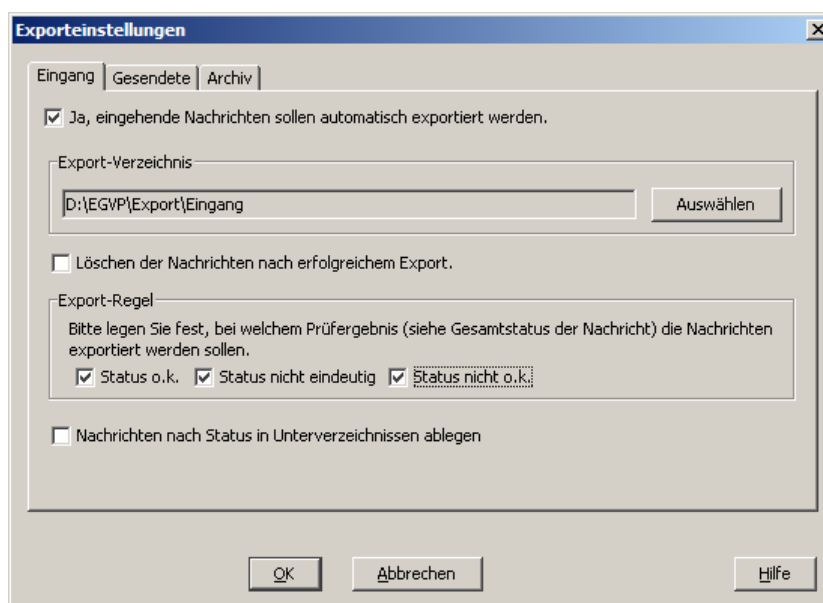 Exporteinstellungen
Eingang Gesendete Archiv
Ja, eingehende Nachrichten sollen automatisch exportiert werden.
Export-Verzeichnis
D:\EGVP\Export\Eingang Auswählen
Löschen der Nachrichten nach erfolgreichem Export.
Export-Regel
Bitte legen Sie fest, bei welchem Prüfergebnis (siehe Gesamtstatus der Nachricht) die Nachrichten
exportiert werden sollen.
Status o.k. Status nicht eindeutig Status nicht o.k.
Nachrichten nach Status in Unterverzeichnissen ablegen
OK Abbrechen Hilfe